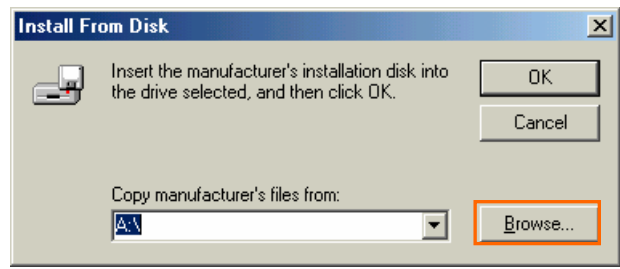 Install From Disk
Insert the manufacturer's installation disk into
the drive selected, and then click OK.
OK
Cancel
Copy manufacturer's files from:
A:\
Browse...